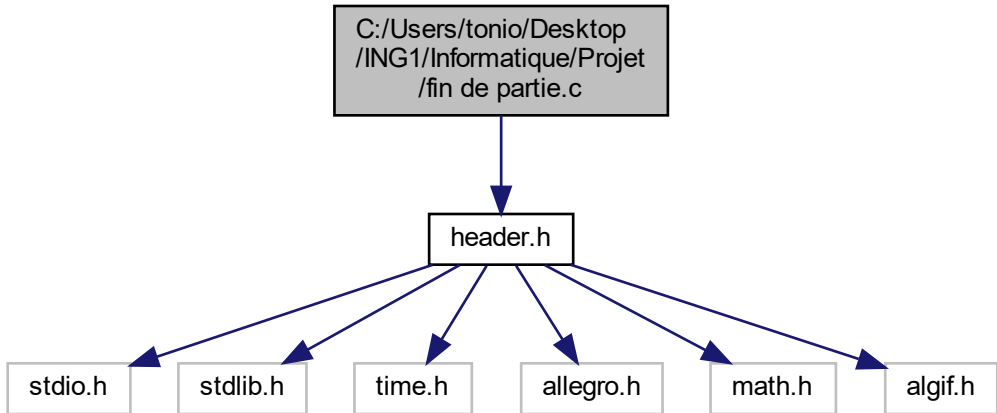 C:/Users/tonio/Desktop
/ING1/Informatique/Projet
/fin de partie.c
header.h
stdio.h
stdlib.h
time.h
allegro.h
math.h
algif.h